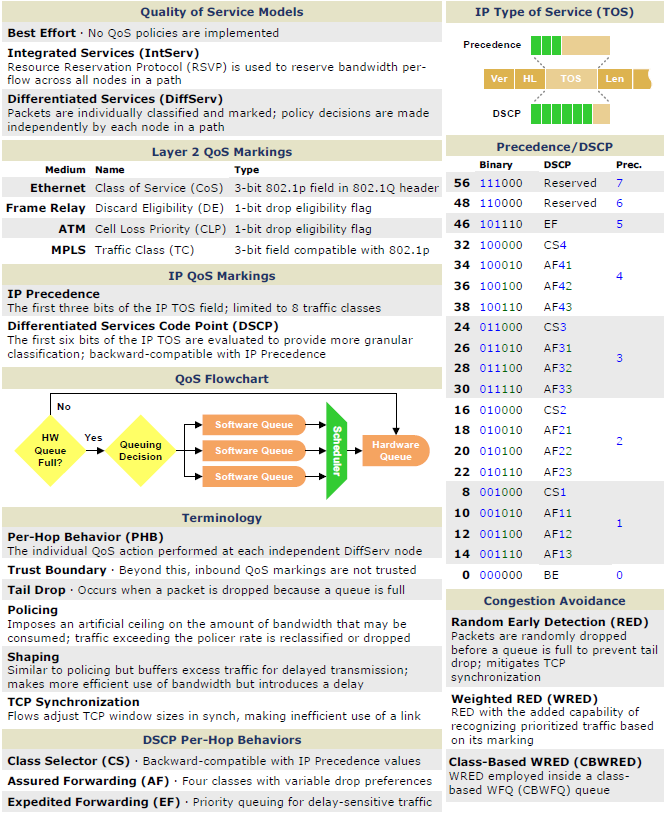 Quality of Service Models
Best Effort · No QoS policies are implemented
Integrated Services (IntServ)
Resource Reservation Protocol (RSVP) is used to reserve bandwidth per-
flow across all nodes in a path
Differentiated Services (DiffServ)
Packets are individually classified and marked; policy decisions are made
independently by each node in a path
Layer 2 QoS Markings
Medium Name Type
Ethernet Class of Service (CoS) 3-bit 802.1p field in 802.1Q header
Frame Relay Discard Eligibility (DE) 1-bit drop eligibility flag
ATM Cell Loss Priority (CLP) 1-bit drop eligibility flag
MPLS Traffic Class (TC) 3-bit field compatible with 802.1p
IP QoS Markings
IP Precedence
The first three bits of the IP TOS field; limited to 8 traffic classes
Differentiated Services Code Point (DSCP)
The first six bits of the IP TOS are evaluated to provide more granular
classification; backward-compatible with IP Precedence
QoS Flowchart
No
HW
Queue
Full?
Yes
Queuing
Decision
Software Queue
Software Queue
Software Queue
Scheduler
Hardware
Queue
Terminology
Per-Hop Behavior (PHB)
The individual QoS action performed at each independent DiffServ node
Trust Boundary · Beyond this, inbound QoS markings are not trusted
Tail Drop · Occurs when a packet is dropped because a queue is full
Policing
Imposes an artificial ceiling on the amount of bandwidth that may be
consumed; traffic exceeding the policer rate is reclassified or dropped
Shaping
Similar to policing but buffers excess traffic for delayed transmission;
makes more efficient use of bandwidth but introduces a delay
TCP Synchronization
Flows adjust TCP window sizes in synch, making inefficient use of a link
DSCP Per-Hop Behaviors
Class Selector (CS) · Backward-compatible with IP Precedence values
Assured Forwarding (AF) · Four classes with variable drop preferences
Expedited Forwarding (EF) · Priority queuing for delay-sensitive traffic
IP Type of Service (TOS)
Precedence
Ver HL TOS Len
DSCP
Precedence/DSCP
Binary DSCP Prec.
56 111000 Reserved 7
48 110000 Reserved 6
46 101110 EF 5
32 100000 CS4
34 100010 AF41
4
36 100100 AF42
38 100110 AF43
24 011000 CS3
26 011010 AF31
3
28 011100 AF32
30 011110 AF33
16 010000 CS2
18 010010 AF21
2
20 010100 AF22
22 010110 AF23
8 001000 CS1
10 001010 AF11
1
12 001100 AF12
14 001110 AF13
0 000000 BE 0
Congestion Avoidance
Random Early Detection (RED)
Packets are randomly dropped
before a queue is full to prevent tail
drop; mitigates TCP
synchronization
Weighted RED (WRED)
RED with the added capability of
recognizing prioritized traffic based
on its marking
Class-Based WRED (CBWRED)
WRED employed inside a class-
based WFQ (CBWFQ) queue